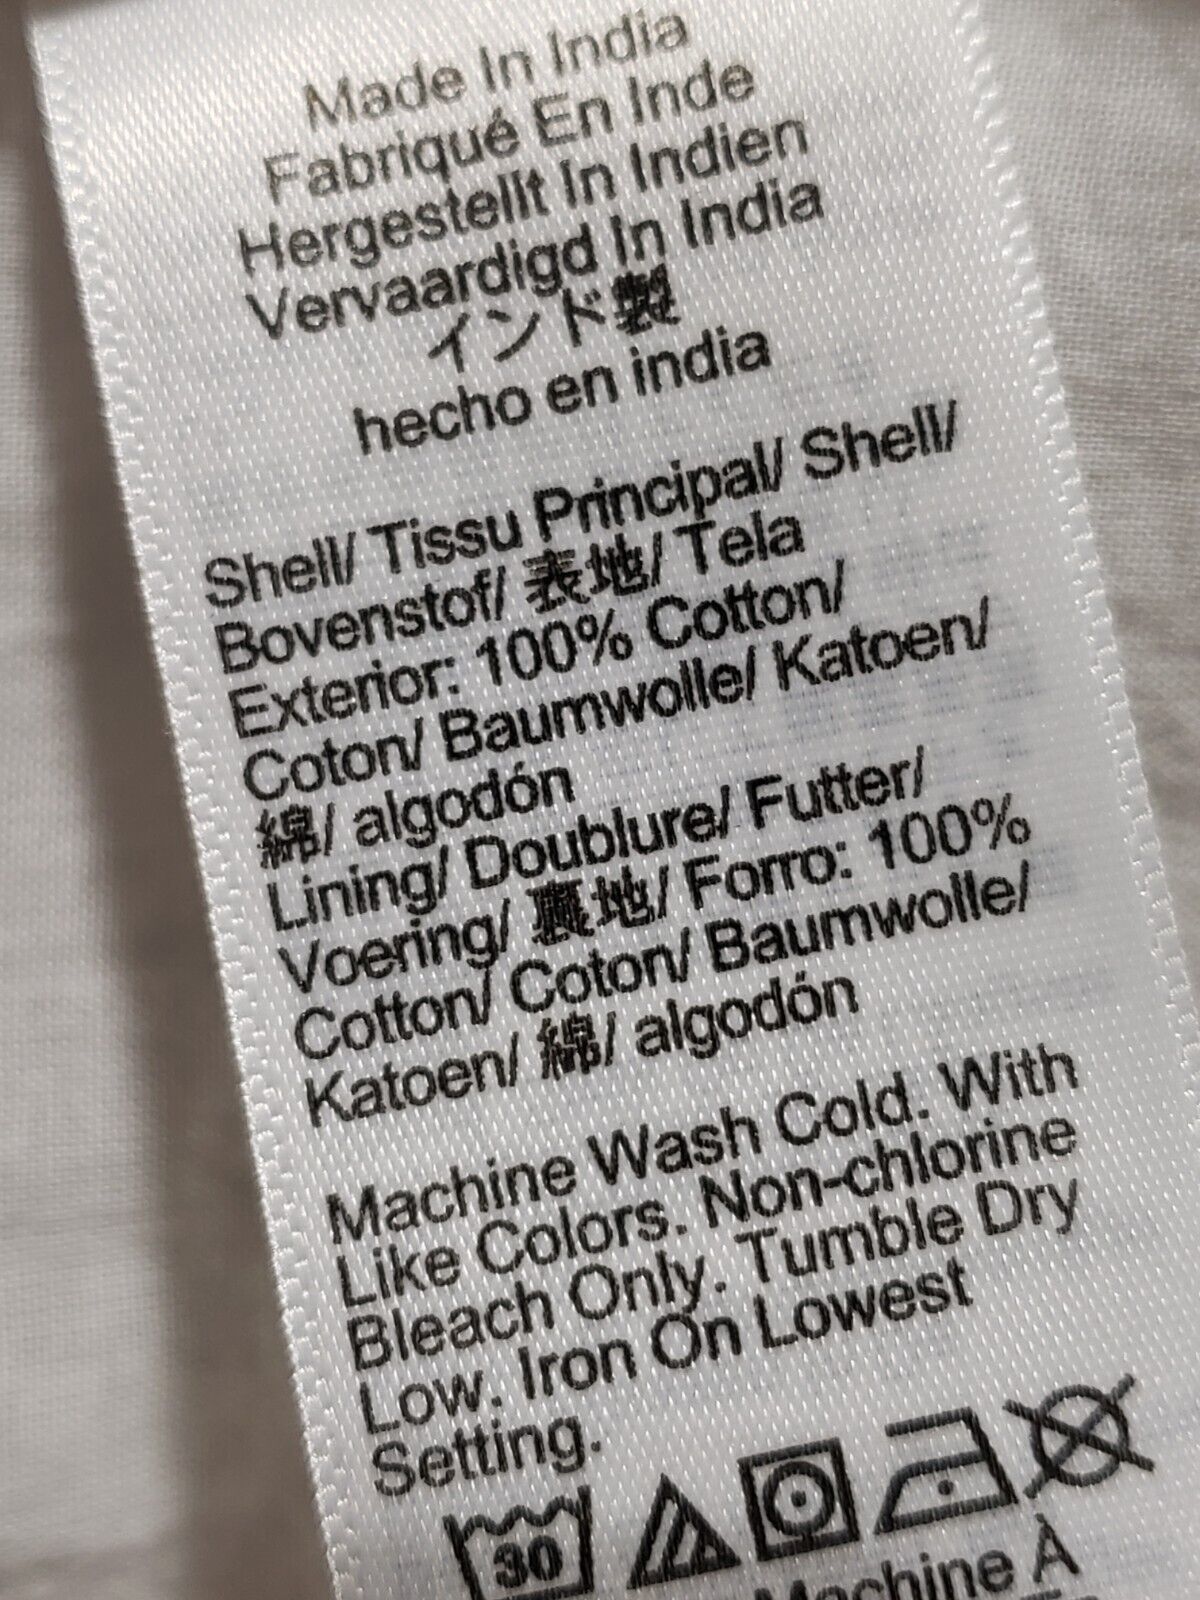 Made In India
Fabriqué En Inde
Hergestellt In Indien
Vervaardigd In India
インド製
hecho en india
Shell/ Tissu Principal/ Shell/
Bovenstof/ 表地/ Tela
Exterior: 100% Cotton/
Coton/ Baumwolle/ Katoen/
綿/ algodón
Lining/ Doublure/ Futter/
Voering/ 裏地/ Forro: 100%
Cotton/ Coton/ Baumwolle/
Katoen/ 綿/ algodón
Machine Wash Cold. With
Like Colors. Non-chlorine
Bleach Only. Tumble Dry
Low. Iron On Lowest
Setting.
30
Machine À